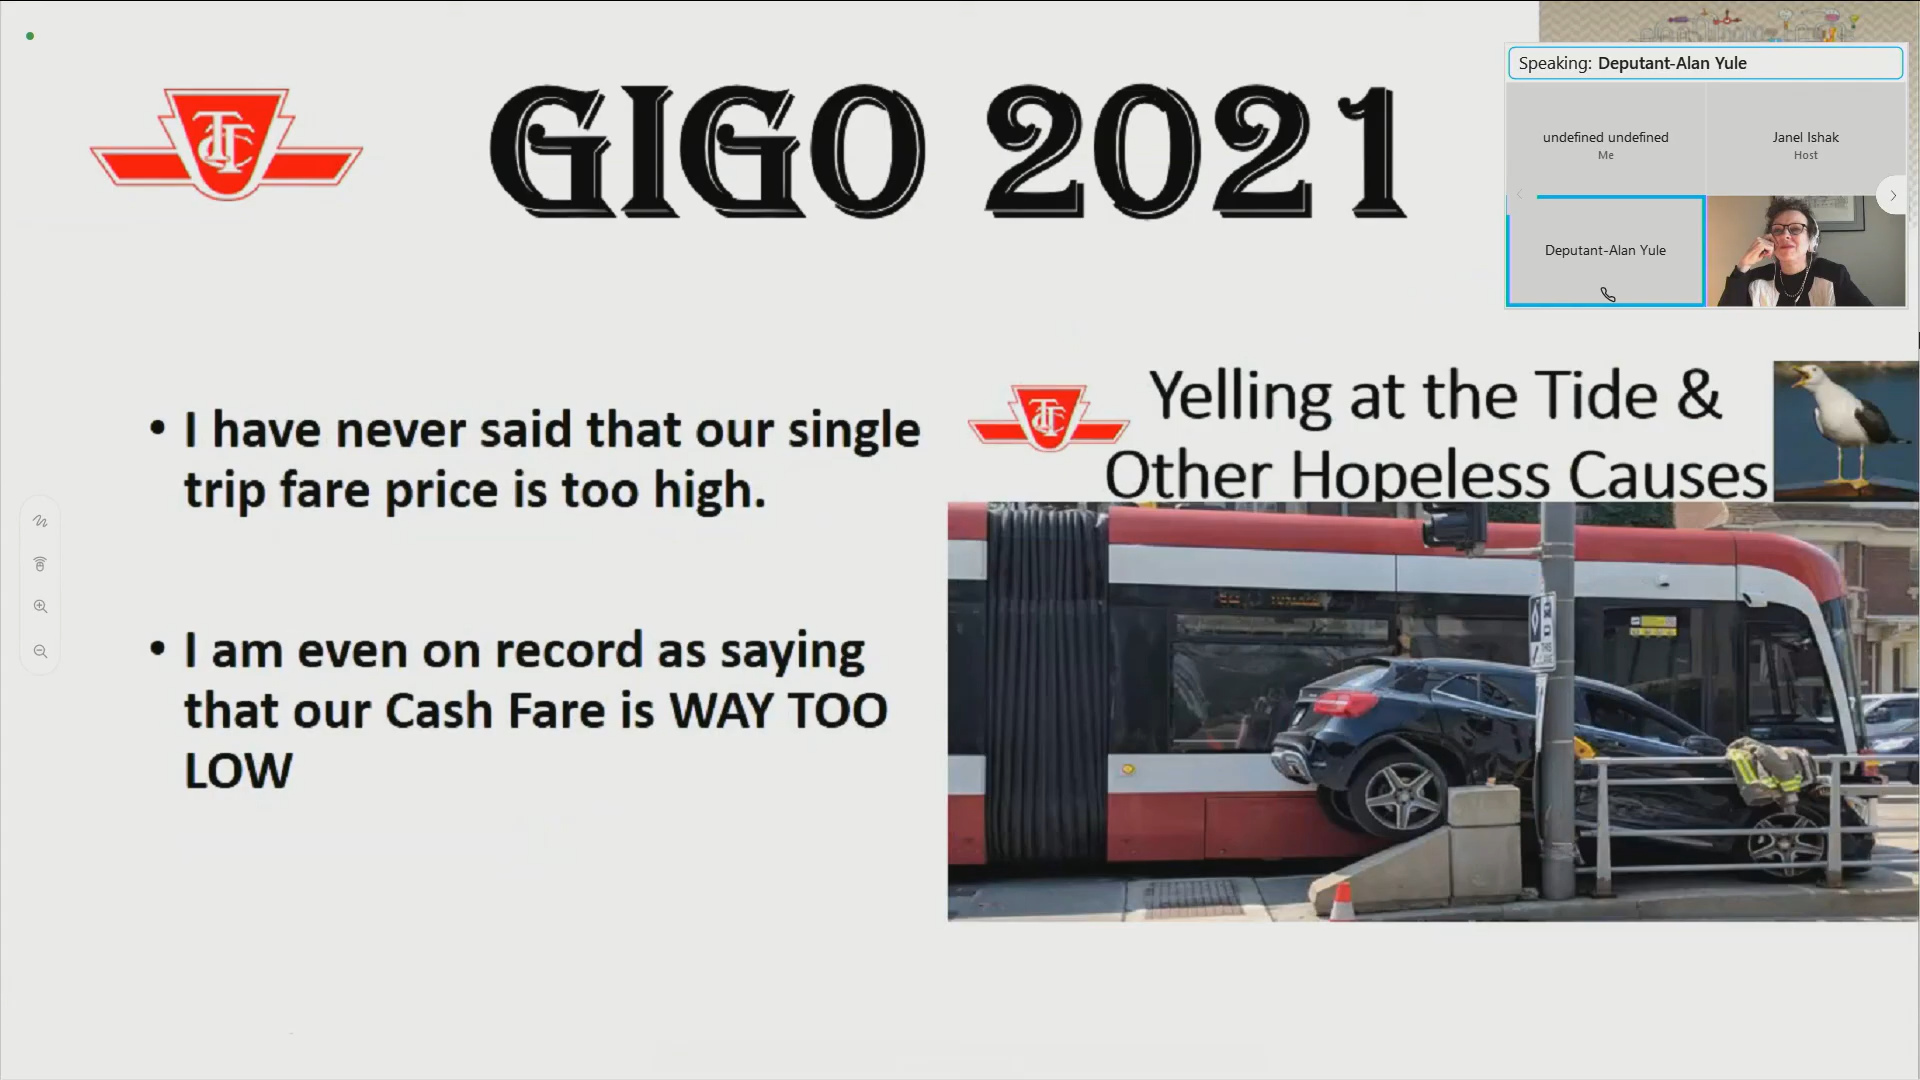 GIGO 2021
TTC
Speaking: Deputant-Alan Yule
undefined undefined
Me
Janel Ishak
Host
Deputant-Alan Yule
• I have never said that our single
trip fare price is too high.
• I am even on record as saying
that our Cash Fare is WAY TOO
LOW
TTC
Yelling at the Tide &
Other Hopeless Causes